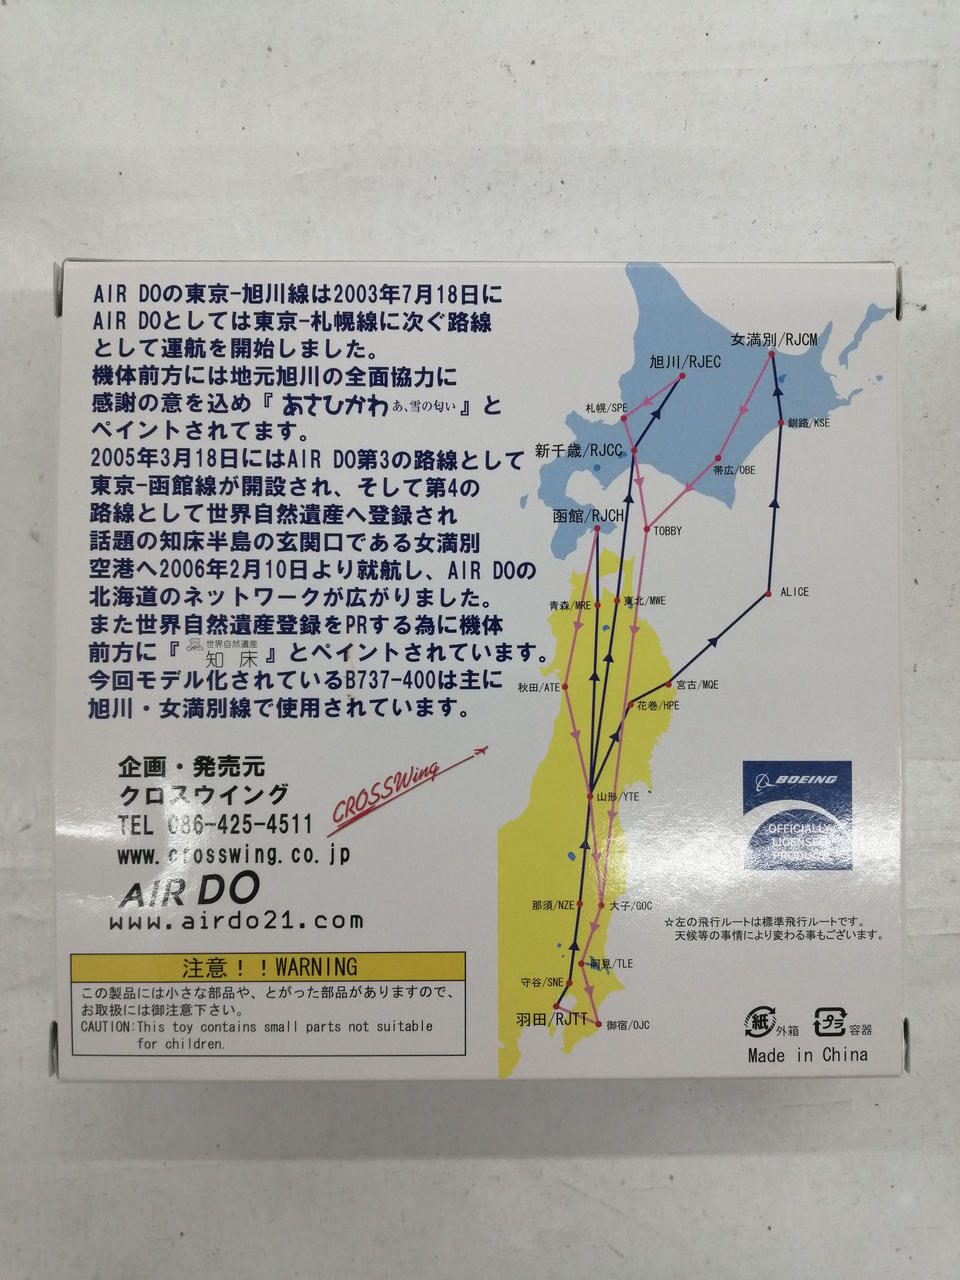 AIR DOの東京-旭川線は2003年7月18日に
AIR DOとしては東京-札幌線に次ぐ路線
として運航を開始しました。
機体前方には地元旭川の全面協力に
感謝の意を込め『あさひかわ あ、雪の匂い』と
ペイントされてます。
2005年3月18日にはAIR DO第3の路線として
東京-函館線が開設され、そして第4の
路線として世界自然遺産へ登録され
話題の知床半島の玄関口である女満別
空港へ2006年2月10日より就航し、AIR DOの
北海道のネットワークが広がりました。
また世界自然遺産登録をPRする為に機体
前方に『世界自然遺産 知床』とペイントされています。
今回モデル化されているB737-400は主に
旭川・女満別線で使用されています。
企画・発売元
クロスウイング
TEL 086-425-4511
www.crosswing.co.jp
CROSSWing
AIR DO
www.airdo21.com
注意!!WARNING
この製品には小さな部品や、とがった部品がありますので、
お取扱には御注意下さい。
CAUTION:This toy contains small parts not suitable
for children.
女満別/RJCM
旭川/RJEC
札幌/SPE
釧路/KSE
新千歳/RJCC
帯広/OBE
函館/RJCH
TOBBY
ALICE
青森/MRE
東北/MWE
秋田/ATE
宮古/MQE
花巻/HPE
山形/YTE
那須/NZE
大子/GOC
阿見/TLE
守谷/SNE
羽田/RJTT
御宿/OJC
BOEING
OFFICIALLY
LICENSED
PRODUCT
☆左の飛行ルートは標準飛行ルートです。
天候等の事情により変わる事もございます。
紙 外箱
プラ 容器
Made in China